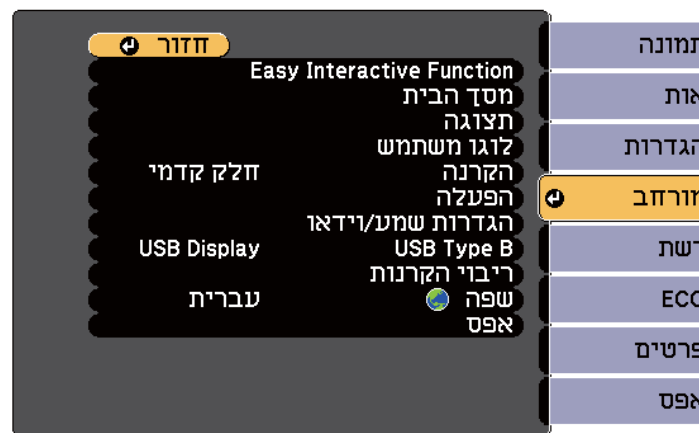 חזור
Easy Interactive Function
מסך הבית
תצוגה
לוגו משתמש
הקרנה חלק קדמי
הפעלה
הגדרות שמע/וידאו
USB Type B USB Display
ריבוי הקרנות
שפה עברית
אפס
תמונה
אות
הגדרות
מורחב
רשת
ECO
פרטים
אפס